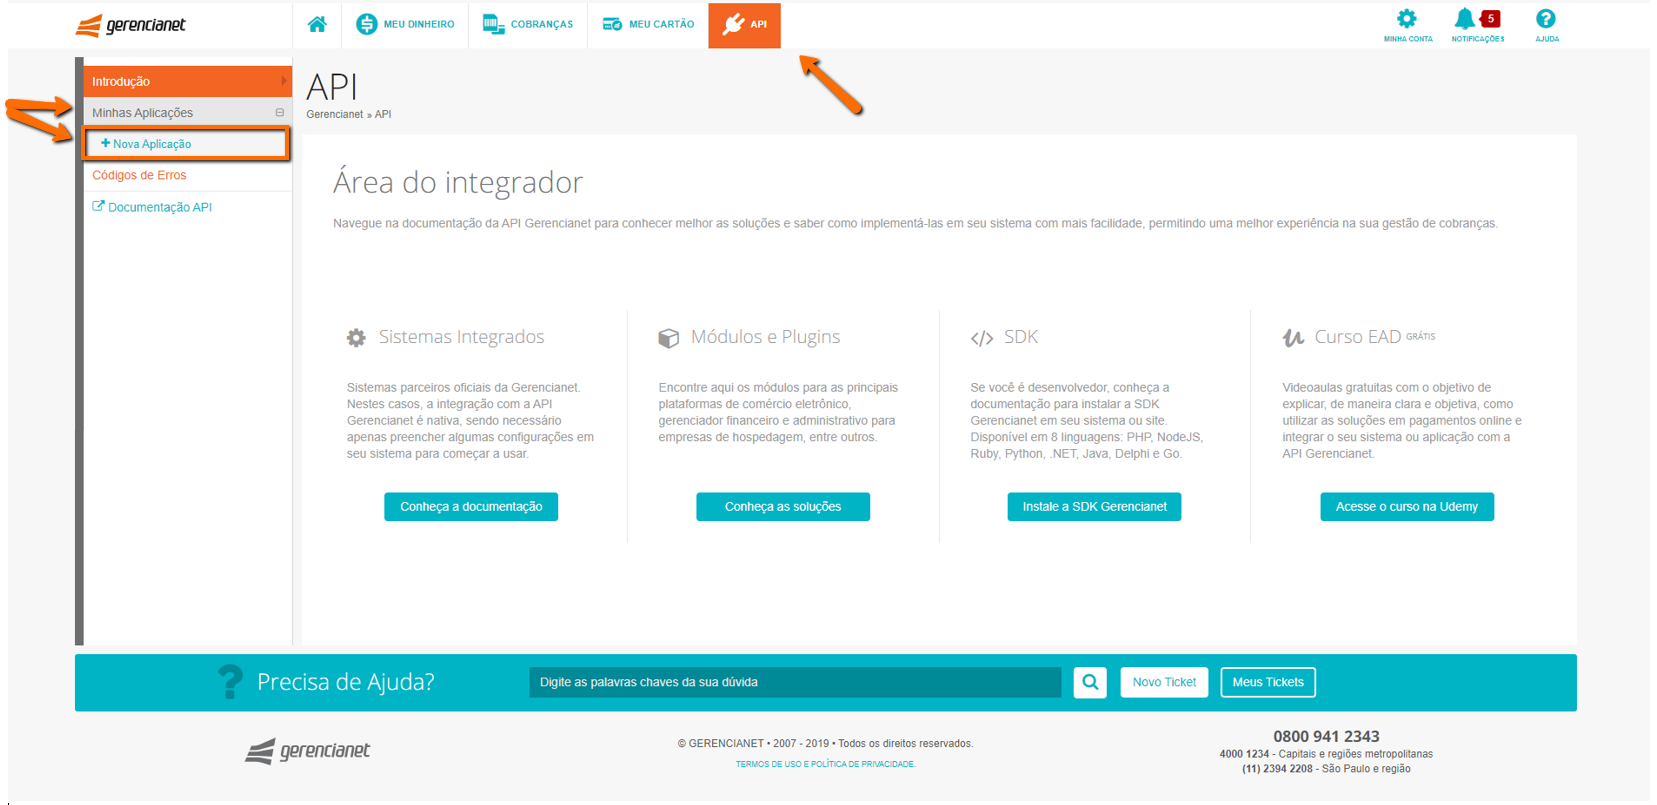 gerencianet
MEU DINHEIRO
COBRANÇAS
MEU CARTÃO
API
MINHA CONTA
5
NOTIFICAÇÕES
AJUDA
Introdução
Minhas Aplicações
Nova Aplicação
Códigos de Erros
Documentação API
API
Gerencianet » API
Área do integrador
Navegue na documentação da API Gerencianet para conhecer melhor as soluções e saber como implementá-las em seu sistema com mais facilidade, permitindo uma melhor experiência na sua gestão de cobranças.
Sistemas Integrados
Sistemas parceiros oficiais da Gerencianet.
Nestes casos, a integração com a API
Gerencianet é nativa, sendo necessário
apenas preencher algumas configurações em
seu sistema para começar a usar.
Conheça a documentação
Módulos e Plugins
Encontre aqui os módulos para as principais
plataformas de comércio eletrônico,
gerenciador financeiro e administrativo para
empresas de hospedagem, entre outros.
Conheça as soluções
SDK
Se você é desenvolvedor, conheça a
documentação para instalar a SDK
Gerencianet em seu sistema ou site.
Disponível em 8 linguagens: PHP, NodeJS,
Ruby, Python, .NET, Java, Delphi e Go.
Instale a SDK Gerencianet
Curso EAD GRÁTIS
Videoaulas gratuitas com o objetivo de
explicar, de maneira clara e objetiva, como
utilizar as soluções em pagamentos online e
integrar o seu sistema ou aplicação com a
API Gerencianet.
Acesse o curso na Udemy
Precisa de Ajuda?
Digite as palavras chaves da sua dúvida
Novo Ticket
Meus Tickets
gerencianet
© GERENCIANET • 2007 - 2019 • Todos os direitos reservados.
TERMOS DE USO E POLÍTICA DE PRIVACIDADE.
0800 941 2343
4000 1234 - Capitais e regiões metropolitanas
(11) 2394 2208 - São Paulo e região